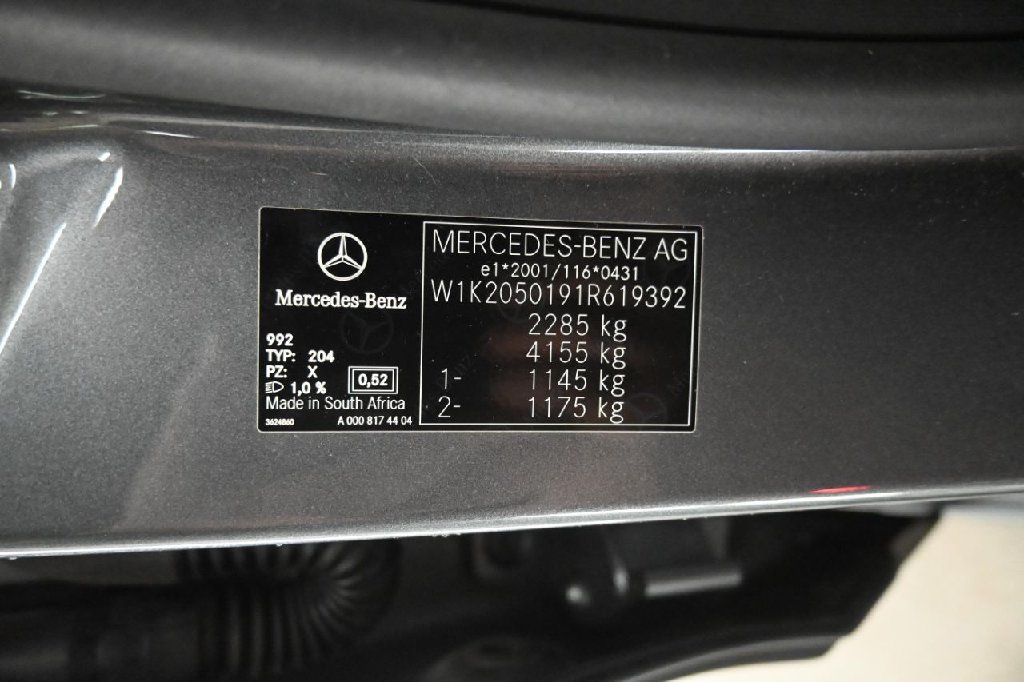 Mercedes-Benz
992
TYP: 204
PZ: X
1,0 %
0,52
Made in South Africa
3624860
A 000 817 44 04
MERCEDES-BENZ AG
e1*2001/116*0431
W1K2050191R619392
2285 kg
4155 kg
1- 1145 kg
2- 1175 kg